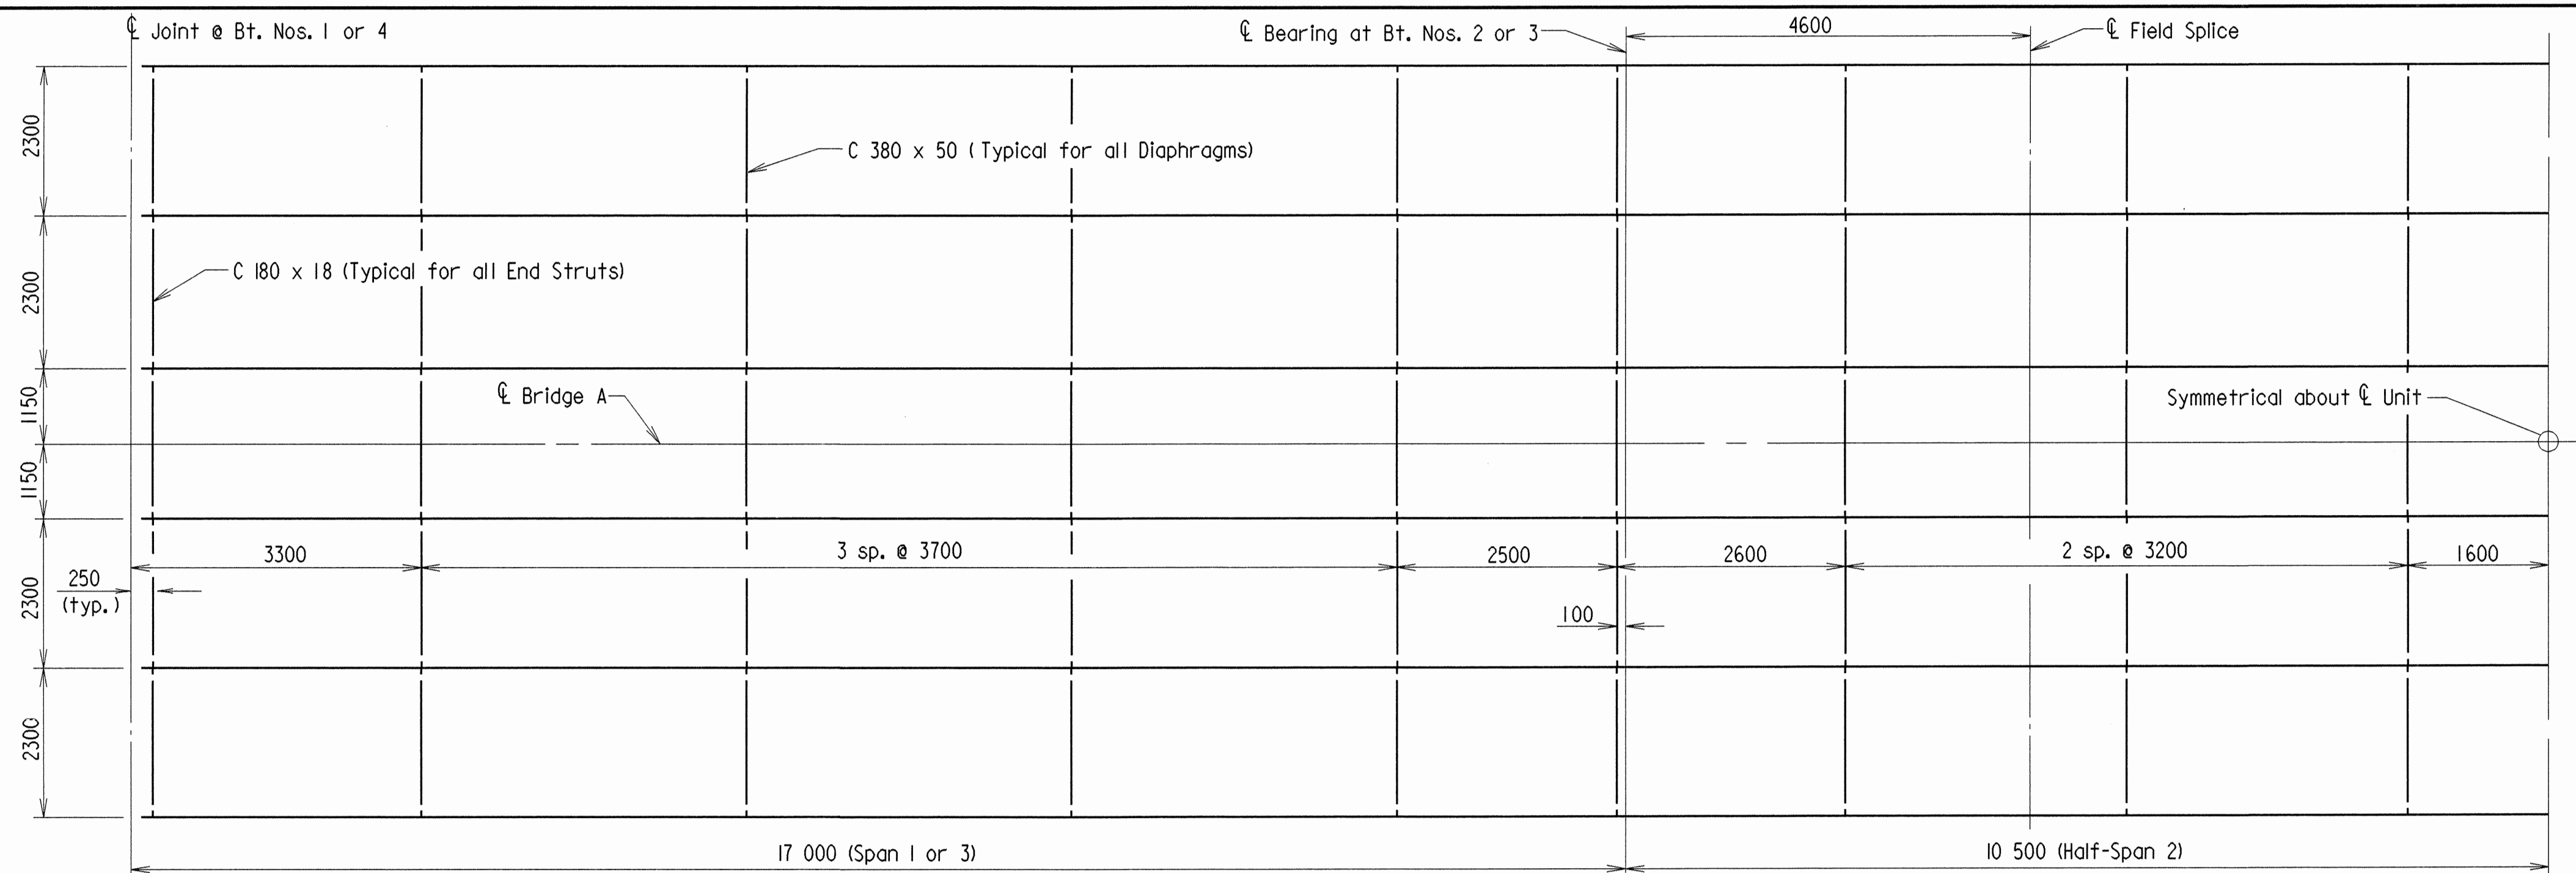 ℄ Joint @ Bt. Nos. 1 or 4
℄ Bearing at Bt. Nos. 2 or 3
4600
℄ Field Splice
2300
C 380 x 50 (Typical for all Diaphragms)
2300
C 180 x 18 (Typical for all End Struts)
1150
℄ Bridge A
Symmetrical about ℄ Unit
1150
3300
3 sp. @ 3700
2500
2600
2 sp. @ 3200
1600
250
(typ.)
2300
100
2300
17 000 (Span 1 or 3)
10 500 (Half-Span 2)